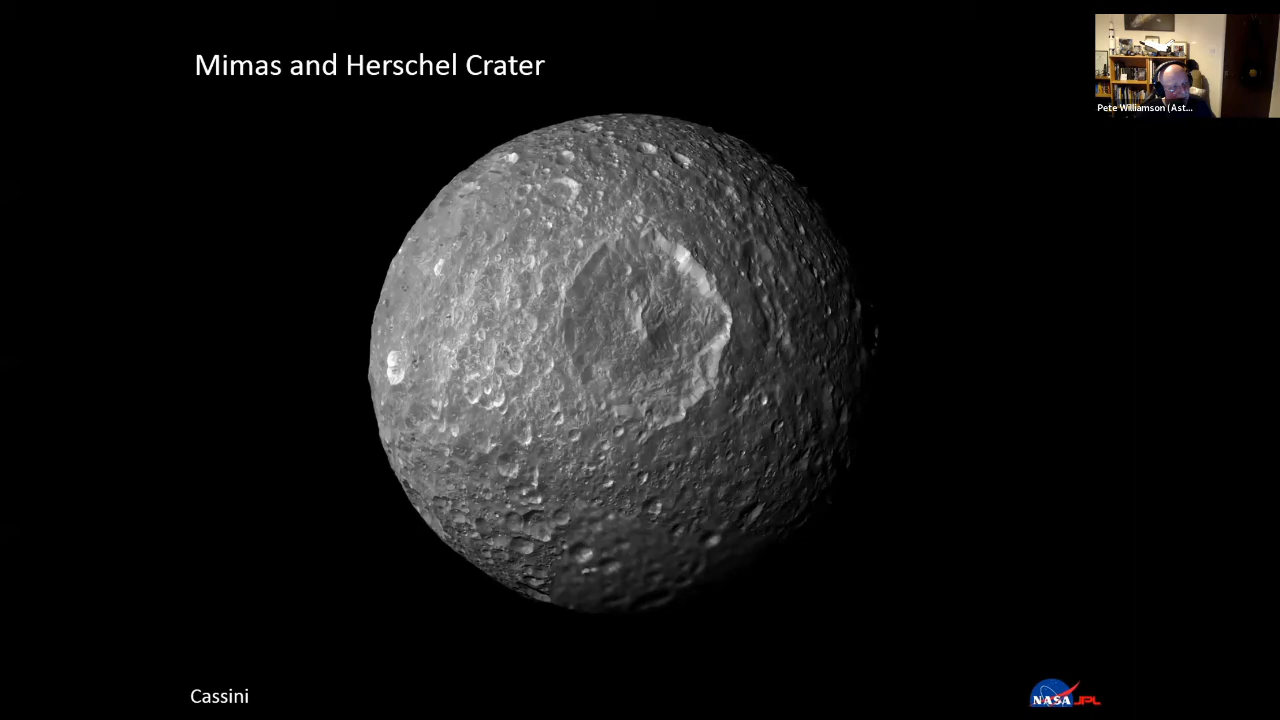 Mimas and Herschel Crater
Pete Williamson (Ast...
Cassini
NASA JPL